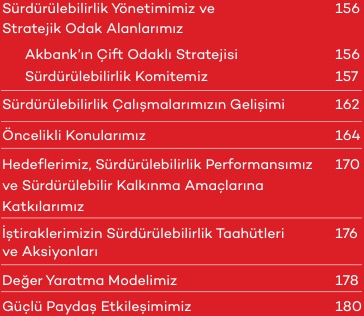 Sürdürülebilirlik Yönetimimiz ve 156
Stratejik Odak Alanlarımız
Akbank'ın Çift Odaklı Stratejisi 156
Sürdürülebilirlik Komitemiz 157
Sürdürülebilirlik Çalışmalarımızın Gelişimi 162
Öncelikli Konularımız 164
Hedeflerimiz, Sürdürülebilirlik Performansımız 170
ve Sürdürülebilir Kalkınma Amaçlarına
Katkılarımız
İştiraklerimizin Sürdürülebilirlik Taahütleri 176
ve Aksiyonları
Değer Yaratma Modelimiz 178
Güçlü Paydaş Etkileşimimiz 180